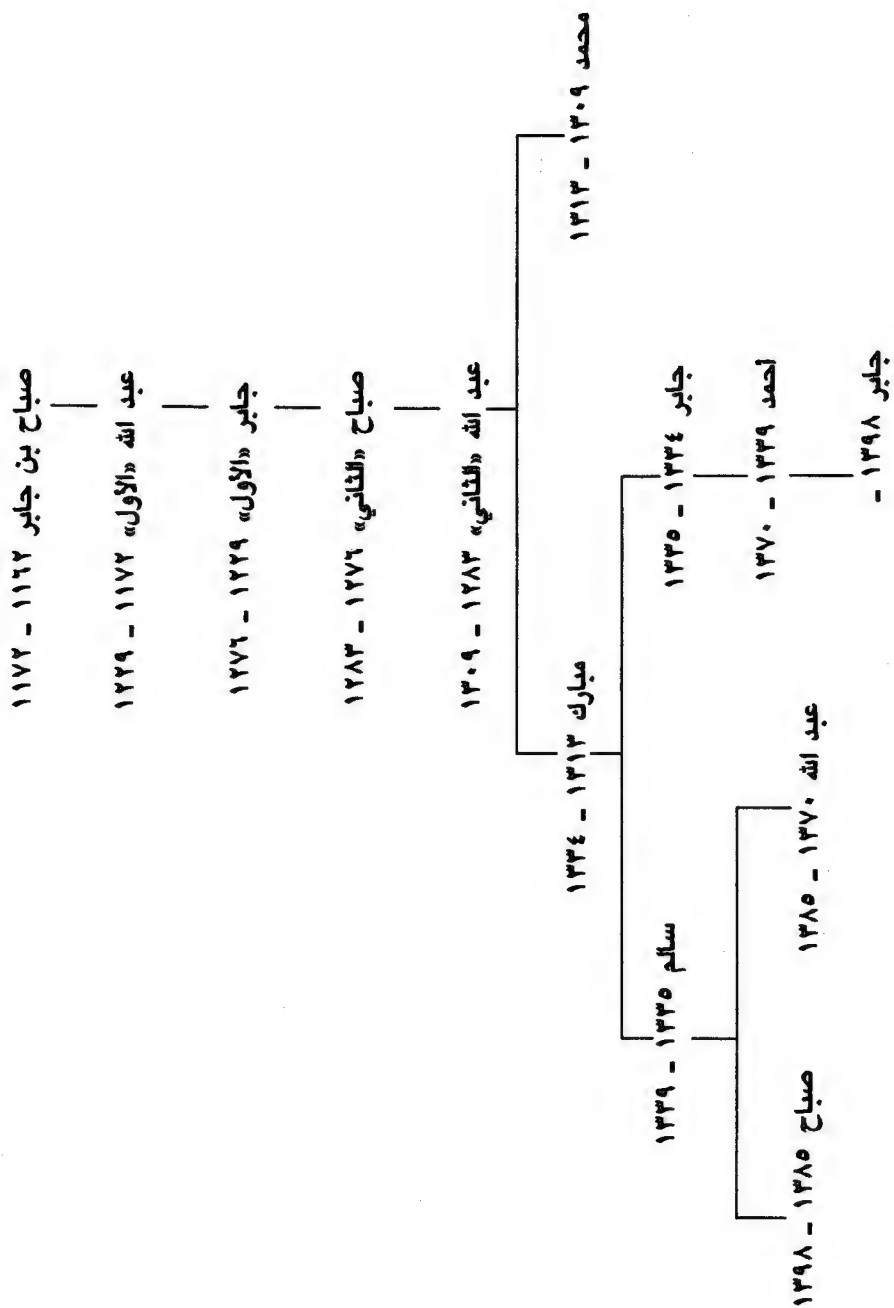 صباح بن جابر ١١٦٢ - ١١٧٢
عبد الله «الأول» ١١٧٢ - ١٢٢٩
جابر «الأول» ١٢٢٩ - ١٢٧٦
صباح «الثاني» ١٢٧٦ - ١٢٨٣
عبد الله «الثاني» ١٢٨٣ - ١٣٠٩
محمد ١٣٠٩ - ١٣١٣
مبارك ١٣١٣ - ١٣٣٤
جابر ١٣٣٤ - ١٣٣٥
سالم ١٣٣٥ - ١٣٣٩
أحمد ١٣٣٩ - ١٣٧٠
عبد الله ١٣٧٠ - ١٣٨٥
صباح ١٣٨٥ - ١٣٩٨
جابر ١٣٩٨ -